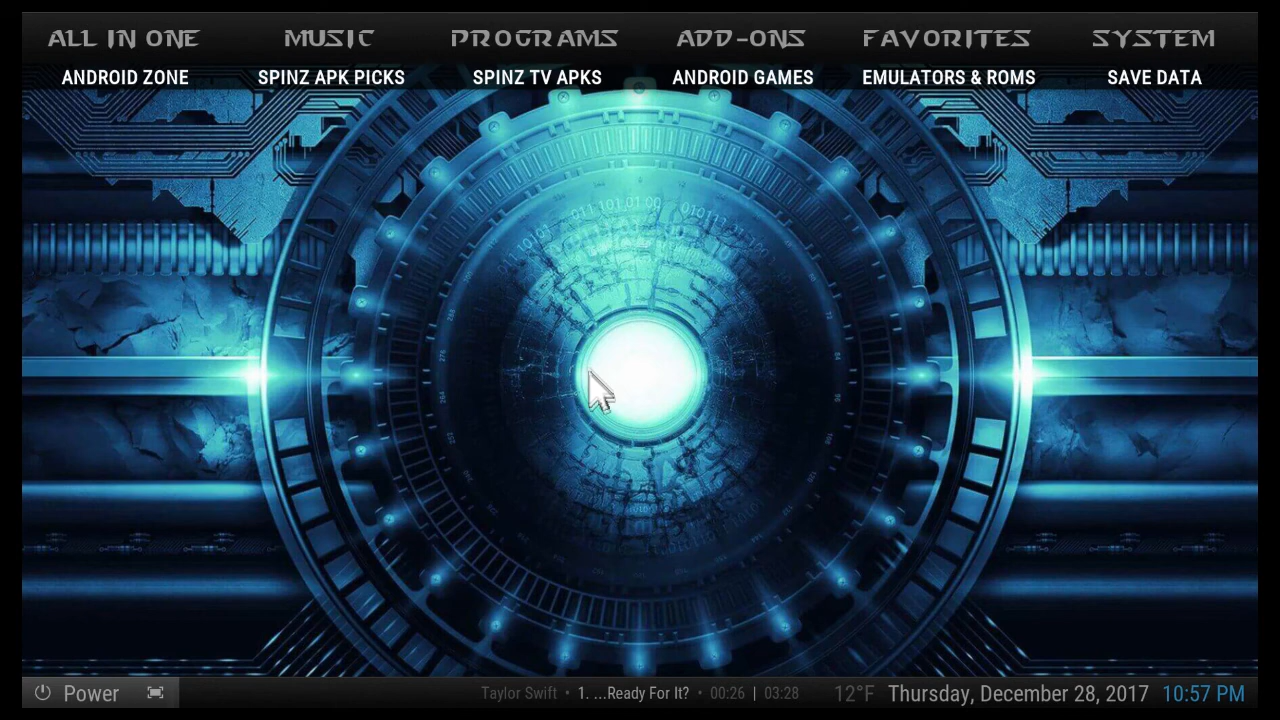 ALL IN ONE MUSIC PROGRAMS ADD-ONS FAVORITES SYSTEM
ANDROID ZONE SPINZ APK PICKS SPINZ TV APKS ANDROID GAMES EMULATORS & ROMS SAVE DATA
Power Taylor Swift • 1. ...Ready For It? • 00:26 | 03:28 12°F Thursday, December 28, 2017 10:57 PM